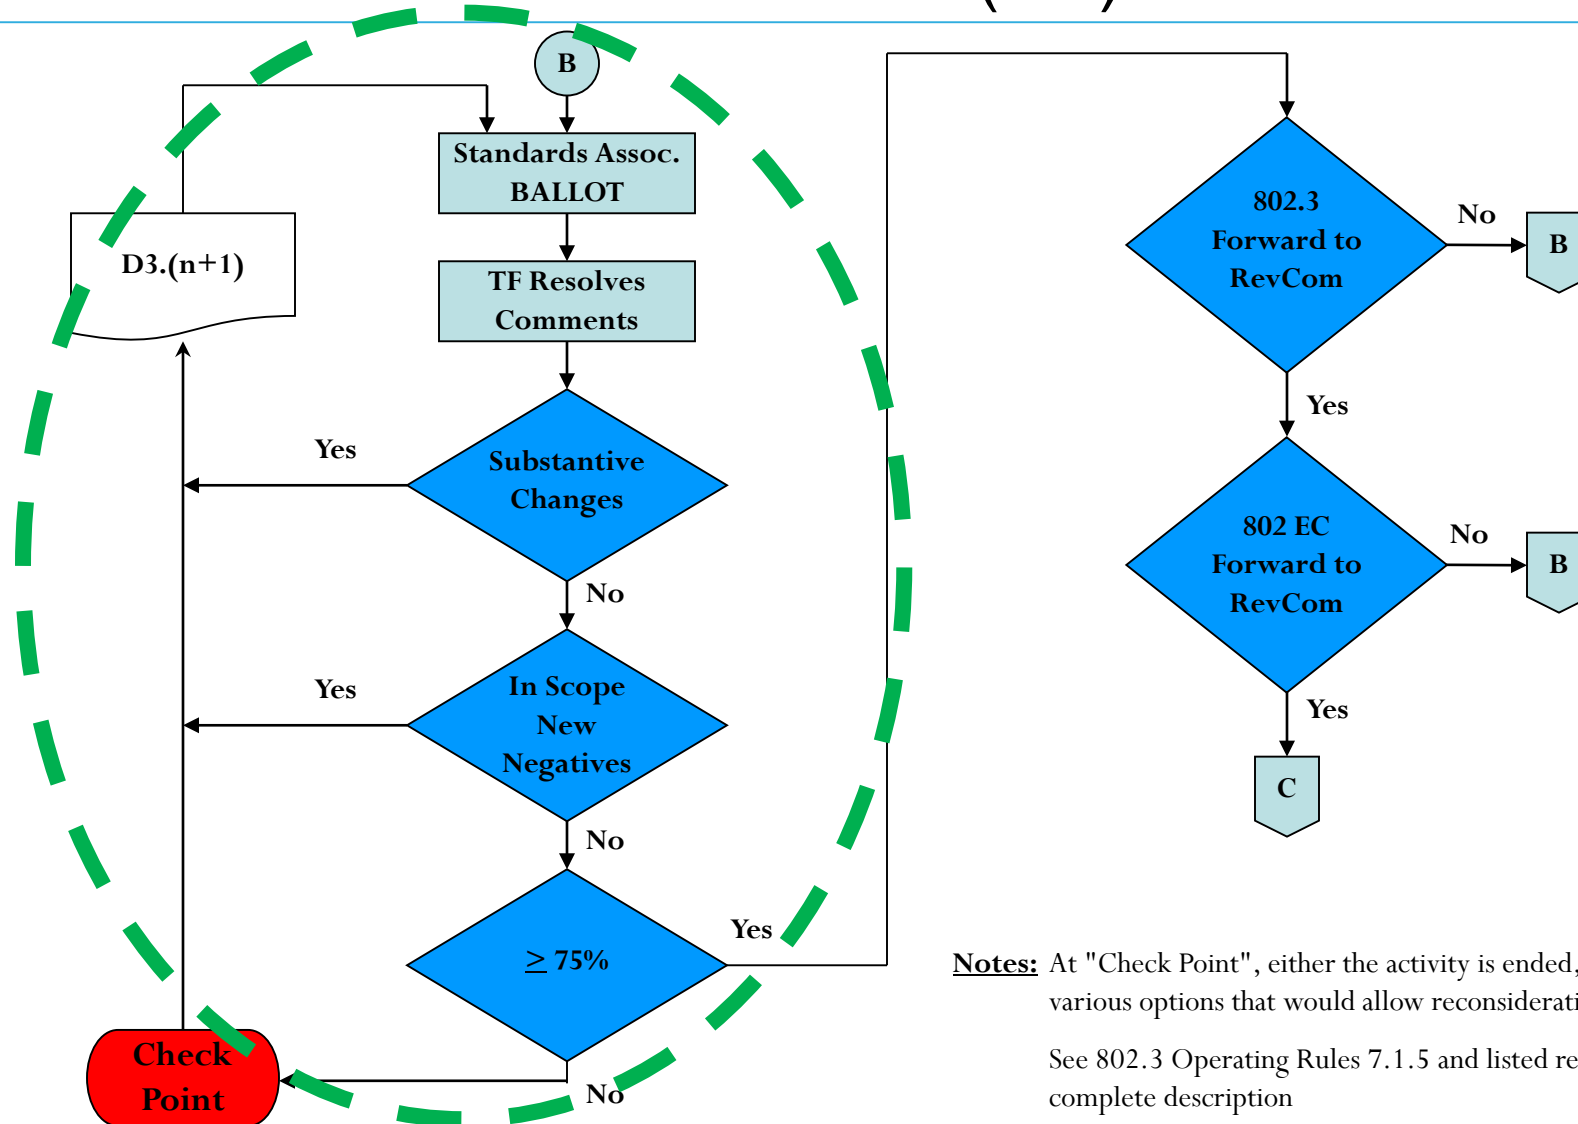 B
Standards Assoc.
BALLOT
TF Resolves
Comments
D3.(n+1)
Yes
Substantive
Changes
No
Yes
In Scope
New
Negatives
No
≥ 75%
Yes
No
Check
Point
802.3
Forward to
RevCom
No
B
Yes
802 EC
Forward to
RevCom
No
B
Yes
C
Notes: At "Check Point", either the activity is ended,
various options that would allow
See 802.3 Operating Rules 7.1.5 and listed
complete description